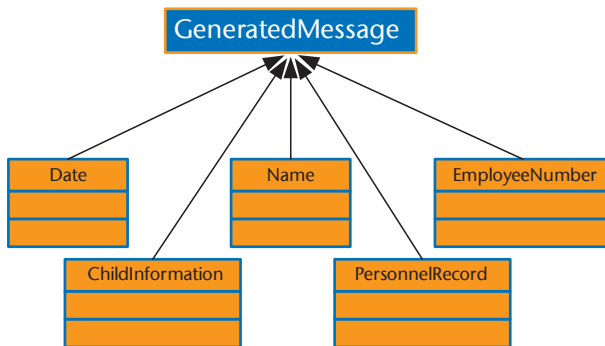 GeneratedMessage
Date
Name
EmployeeNumber
ChildInformation
PersonnelRecord